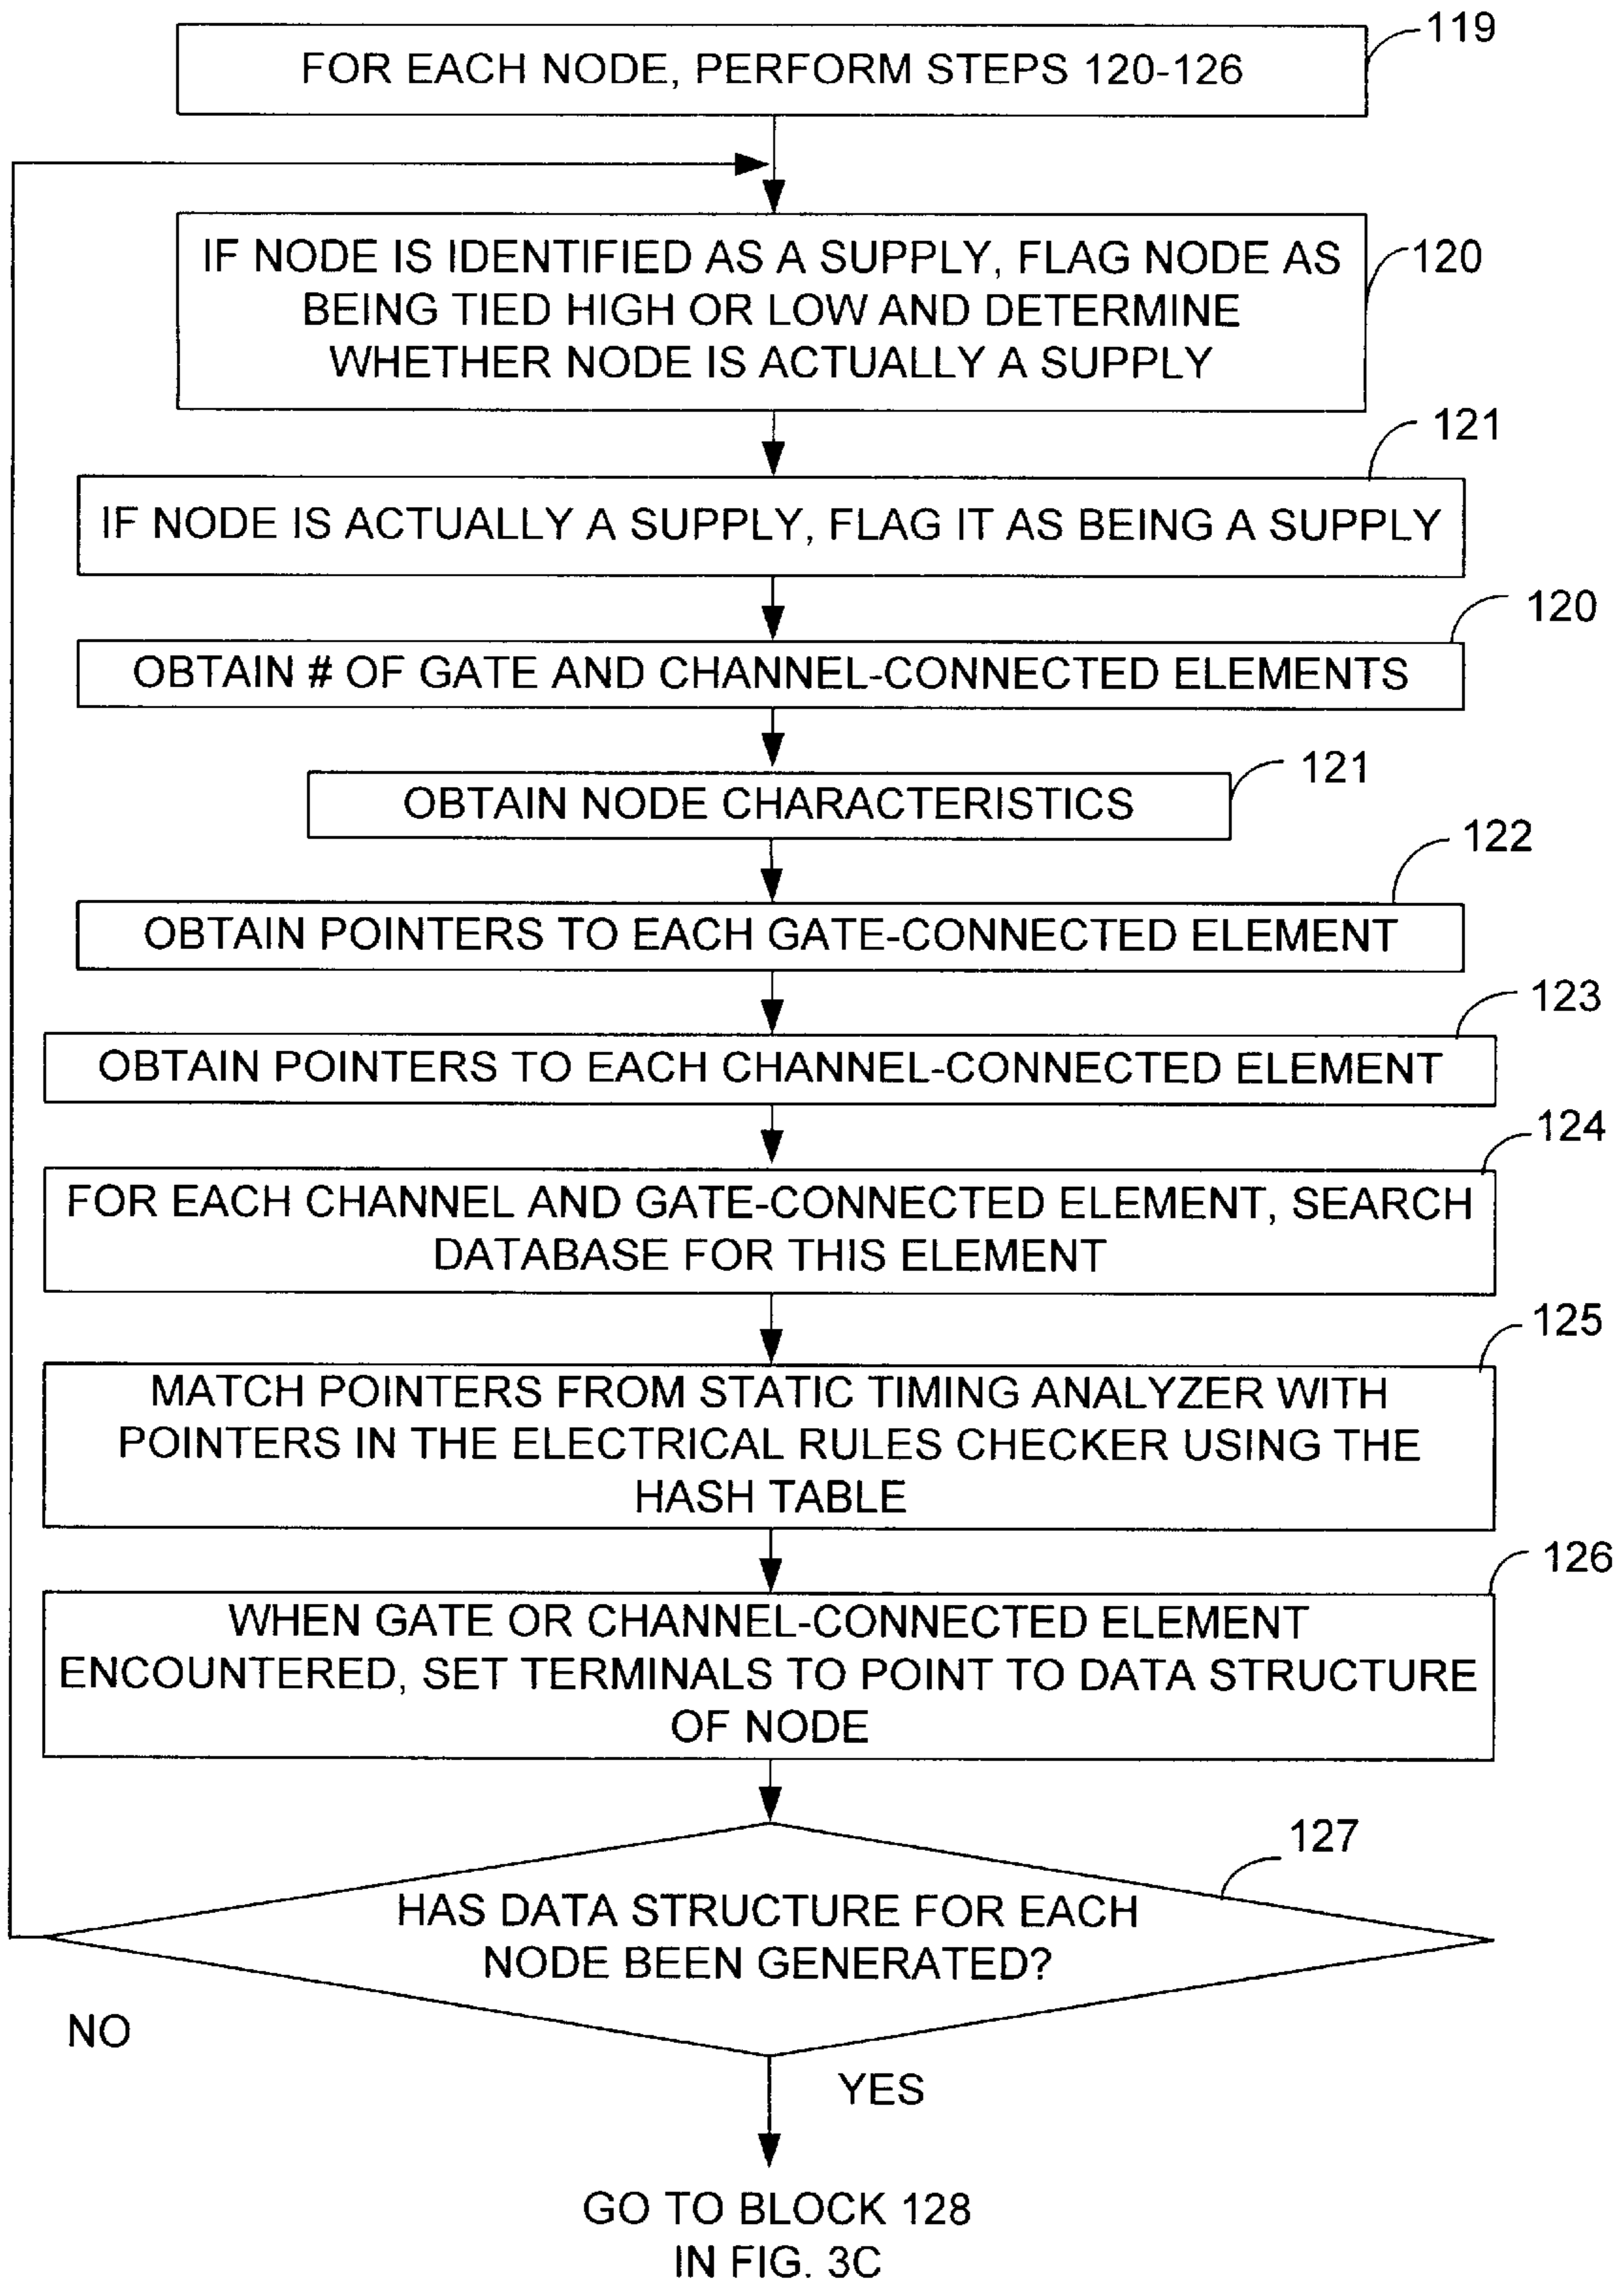 119
FOR EACH NODE, PERFORM STEPS 120-126
IF NODE IS IDENTIFIED AS A SUPPLY, FLAG NODE AS
BEING TIED HIGH OR LOW AND DETERMINE
WHETHER NODE IS ACTUALLY A SUPPLY
120
121
IF NODE IS ACTUALLY A SUPPLY, FLAG IT AS BEING A SUPPLY
120
OBTAIN # OF GATE AND CHANNEL-CONNECTED ELEMENTS
121
OBTAIN NODE CHARACTERISTICS
122
OBTAIN POINTERS TO EACH GATE-CONNECTED ELEMENT
123
OBTAIN POINTERS TO EACH CHANNEL-CONNECTED ELEMENT
124
FOR EACH CHANNEL AND GATE-CONNECTED ELEMENT, SEARCH
DATABASE FOR THIS ELEMENT
125
MATCH POINTERS FROM STATIC TIMING ANALYZER WITH
POINTERS IN THE ELECTRICAL RULES CHECKER USING THE
HASH TABLE
126
WHEN GATE OR CHANNEL-CONNECTED ELEMENT
ENCOUNTERED, SET TERMINALS TO POINT TO DATA STRUCTURE
OF NODE
127
HAS DATA STRUCTURE FOR EACH
NODE BEEN GENERATED?
NO
YES
GO TO BLOCK 128
IN FIG. 3C